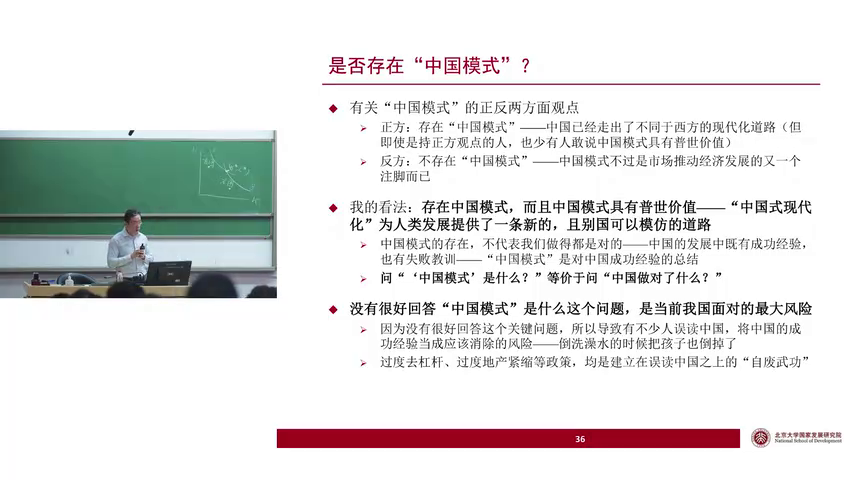 是否存在“中国模式”？
有关“中国模式”的正反两方面观点
正方：存在“中国模式”——中国已经走出了不同于西方的现代化道路（但
即使是持正方观点的人，也少有人敢说中国模式具有普世价值）
反方：不存在“中国模式”——中国模式不过是市场推动经济发展的又一个
注脚而已
我的看法：存在中国模式，而且中国模式具有普世价值——“中国式现代
化”为人类发展提供了一条新的，且别国可以模仿的道路
中国模式的存在，不代表我们做得都是对的——中国的发展中既有成功经验，
也有失败教训——“中国模式”是对中国成功经验的总结
问“‘中国模式’是什么？”等价于问“中国做对了什么？”
没有很好回答“中国模式”是什么这个问题，是当前我国面对的最大风险
因为没有很好回答这个关键问题，所以导致有不少人误读中国，将中国的成
功经验当成应该消除的风险——倒洗澡水的时候把孩子也倒掉了
过度去杠杆、过度地产紧缩等政策，均是建立在误读中国之上的“自废武功”
36
北京大学国家发展研究院
National School of Development